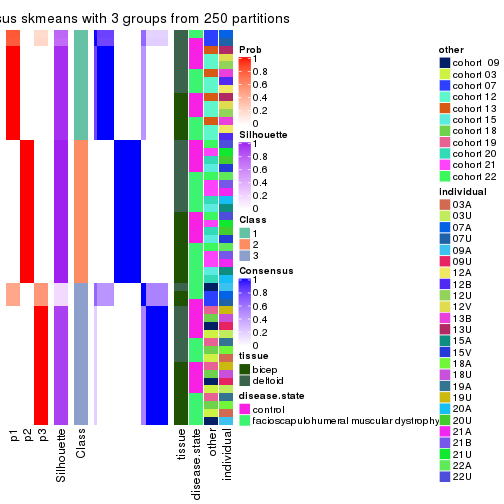 sus skmeans with 3 groups from 250 partitions
p1
p2
p3
Silhouette
Class
tissue
disease.state
other
individual
Prob
1
0.8
0.6
0.4
0.2
0
Silhouette
1
0.8
0.6
0.4
0.2
0
Class
1
2
3
Consensus
1
0.8
0.6
0.4
0.2
0
tissue
bicep
deltoid
disease.state
control
facioscapulohumeral muscular dystrophy
other
cohort 09
cohort 03
cohort 07
cohort 12
cohort 13
cohort 15
cohort 18
cohort 19
cohort 20
cohort 21
cohort 22
individual
03A
03U
07A
07U
09A
09U
12A
12B
12U
12V
13B
13U
15A
15V
18A
18U
19A
19U
20A
20U
21A
21B
21U
22A
22U